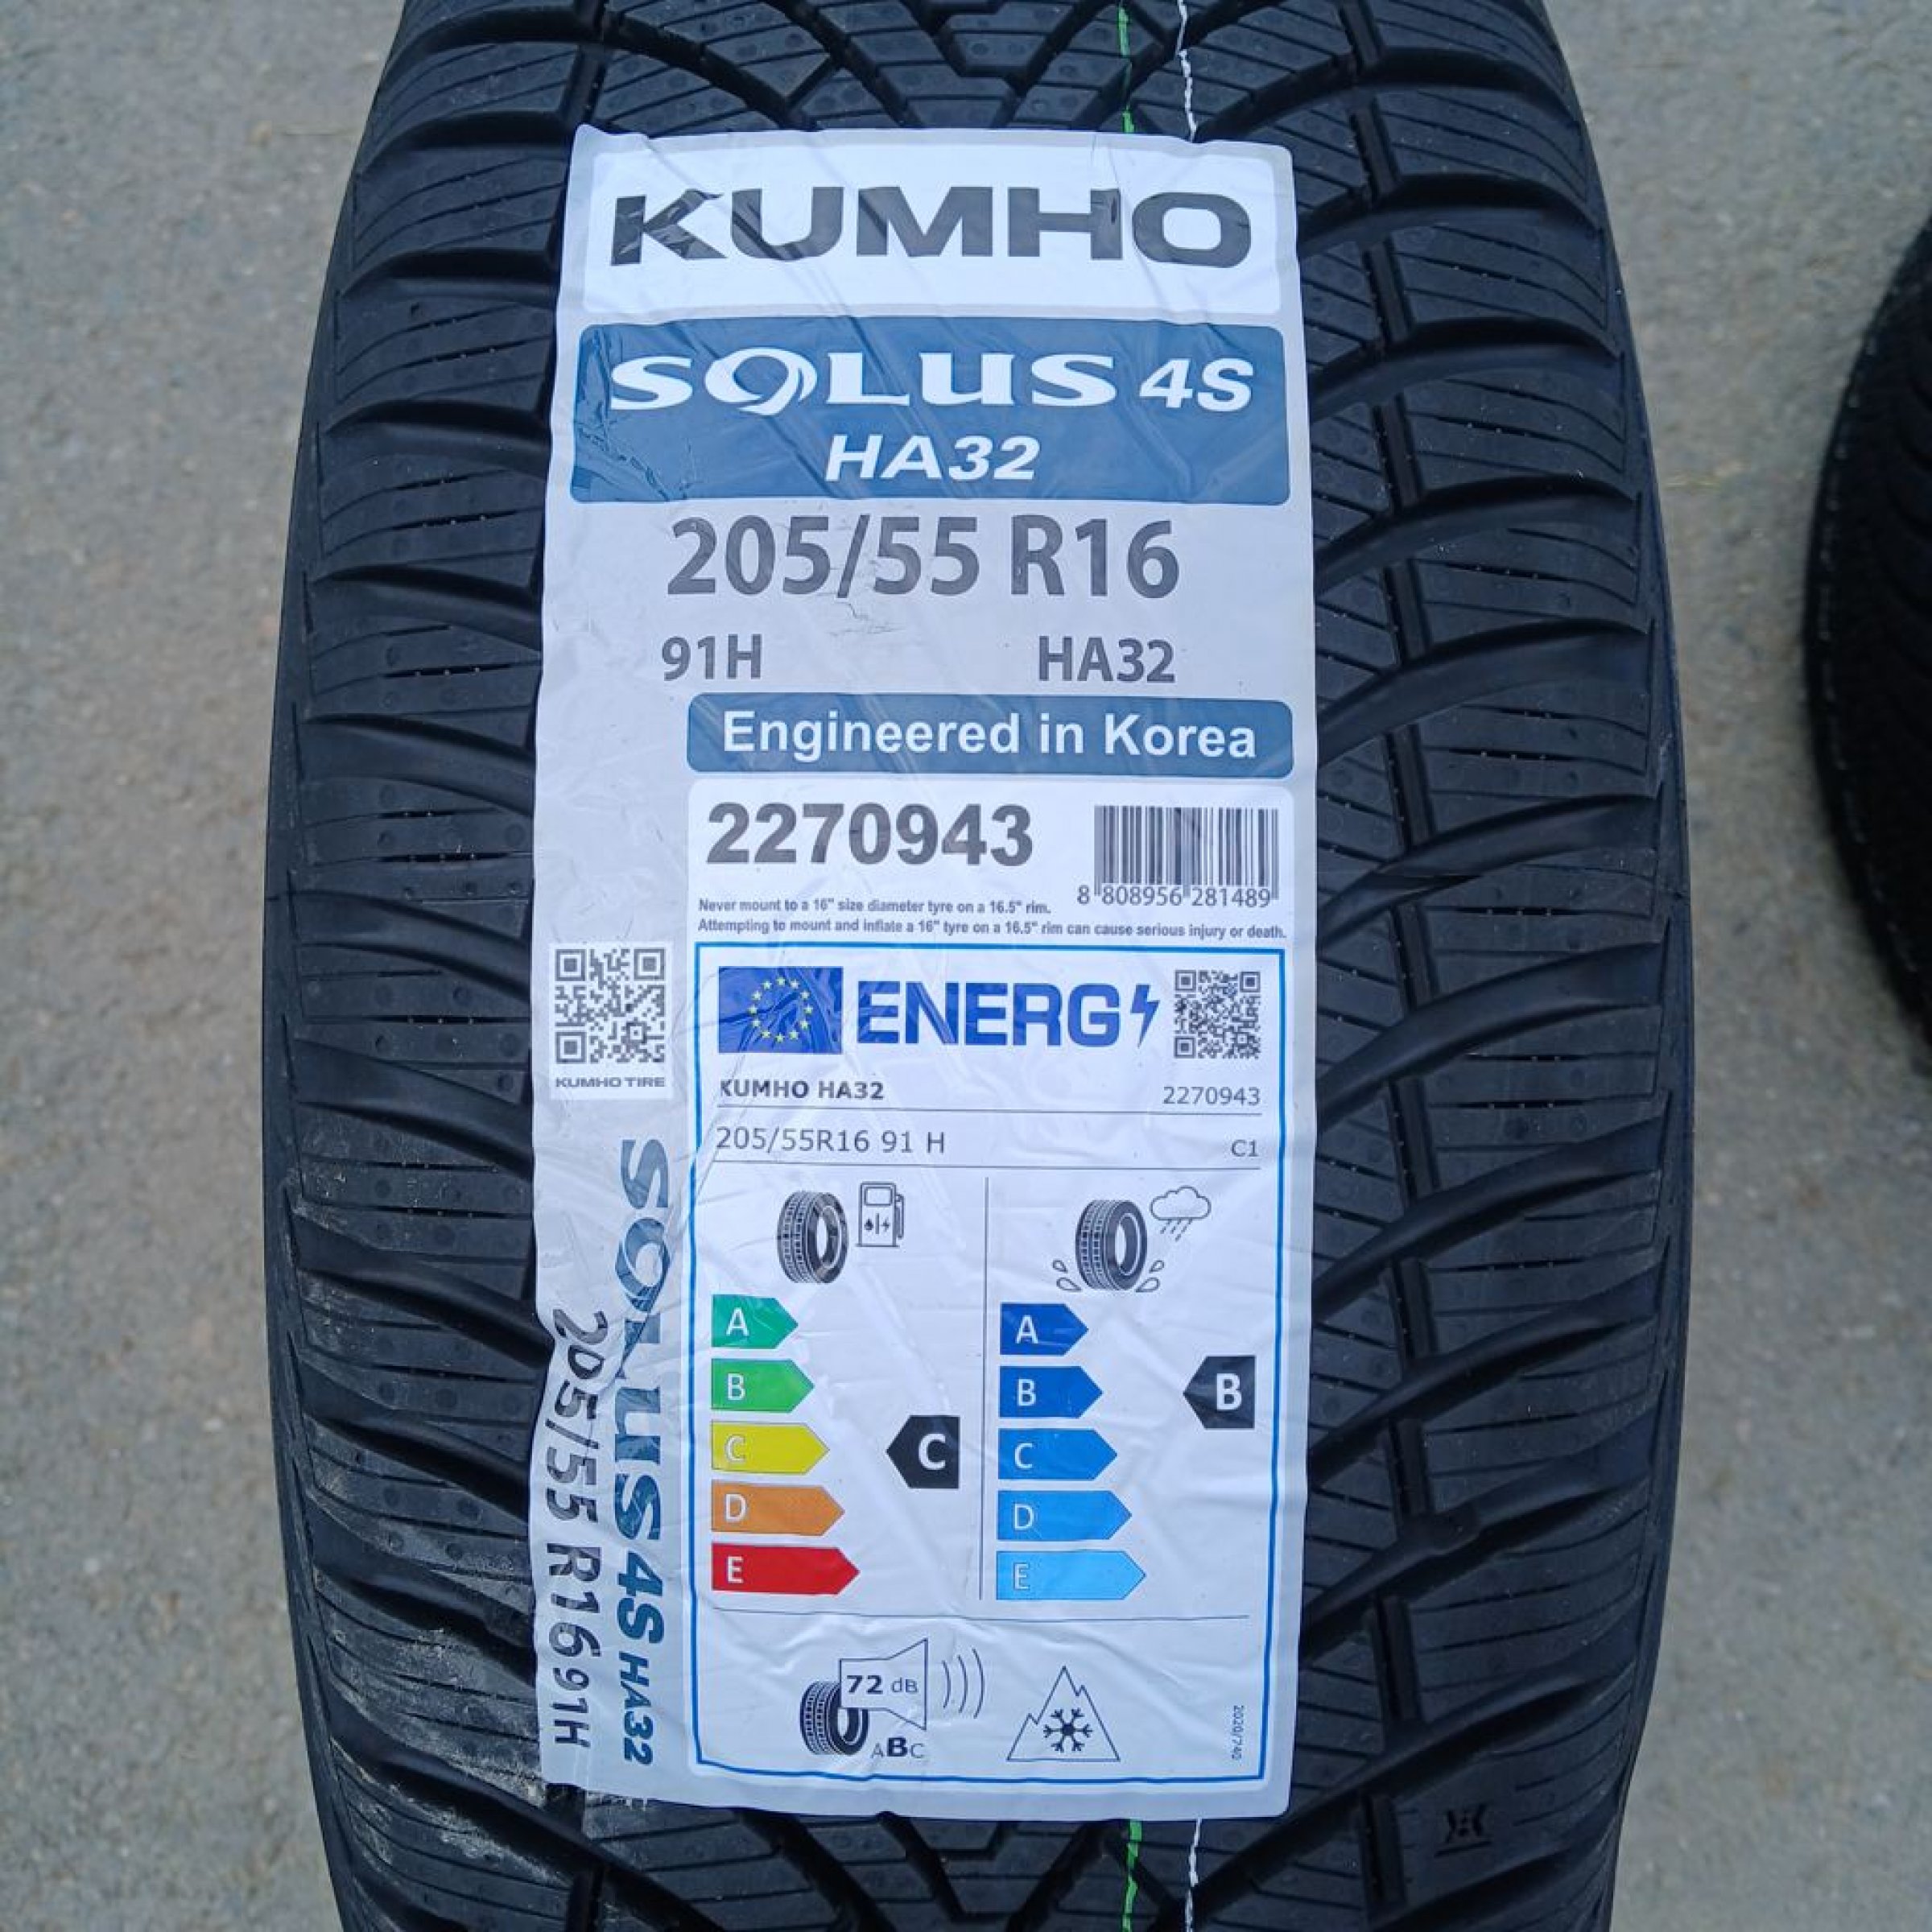 KUMHO
SOLUS 4S
HA32
205/55 R16
91H HA32
Engineered in Korea
2270943
8 808956 281489
Never mount to a 16" size diameter tyre on a 16.5" rim.
Attempting to mount and inflate a 16" tyre on a 16.5" rim can cause serious injury or death.
KUMHO TIRE
ENERG
KUMHO HA32 2270943
205/55R16 91 H C1
A
B
C
D
E
C
A
B
C
D
E
B
72 dB
ABC
2020/740
SOLUS 4S HA32
205/55 R16 91H